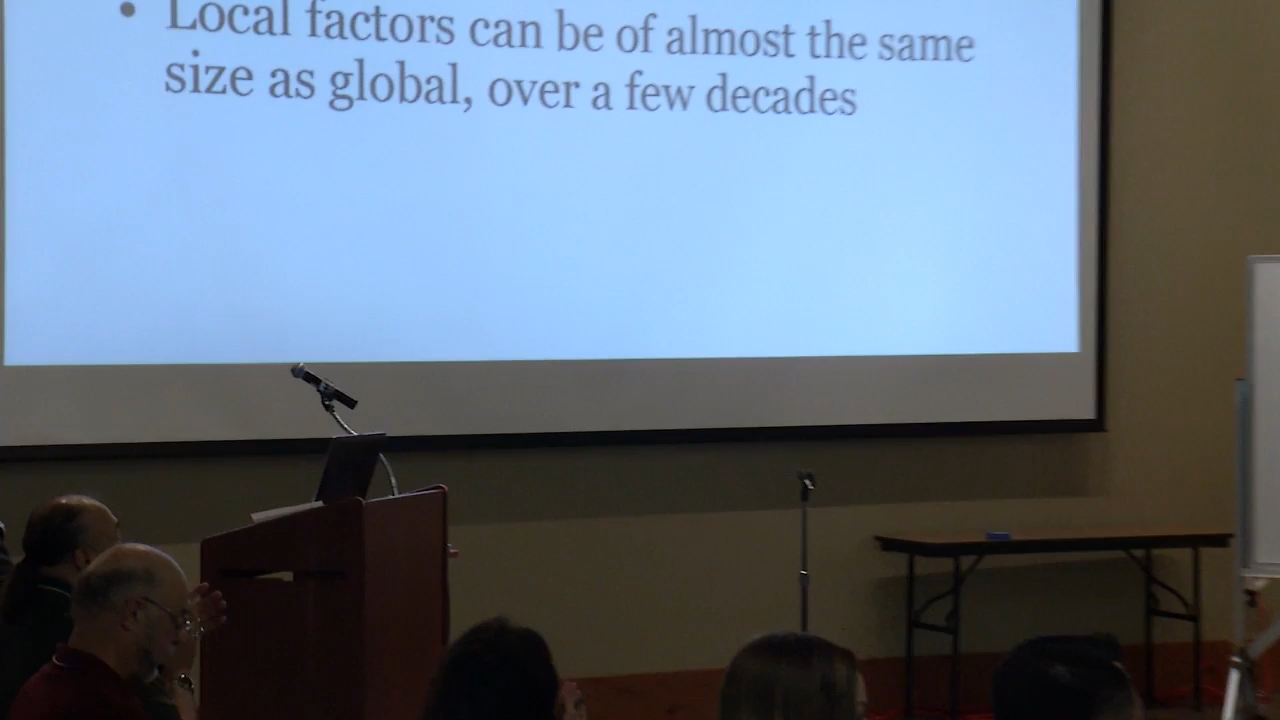 • Local factors can be of almost the same
size as global, over a few decades